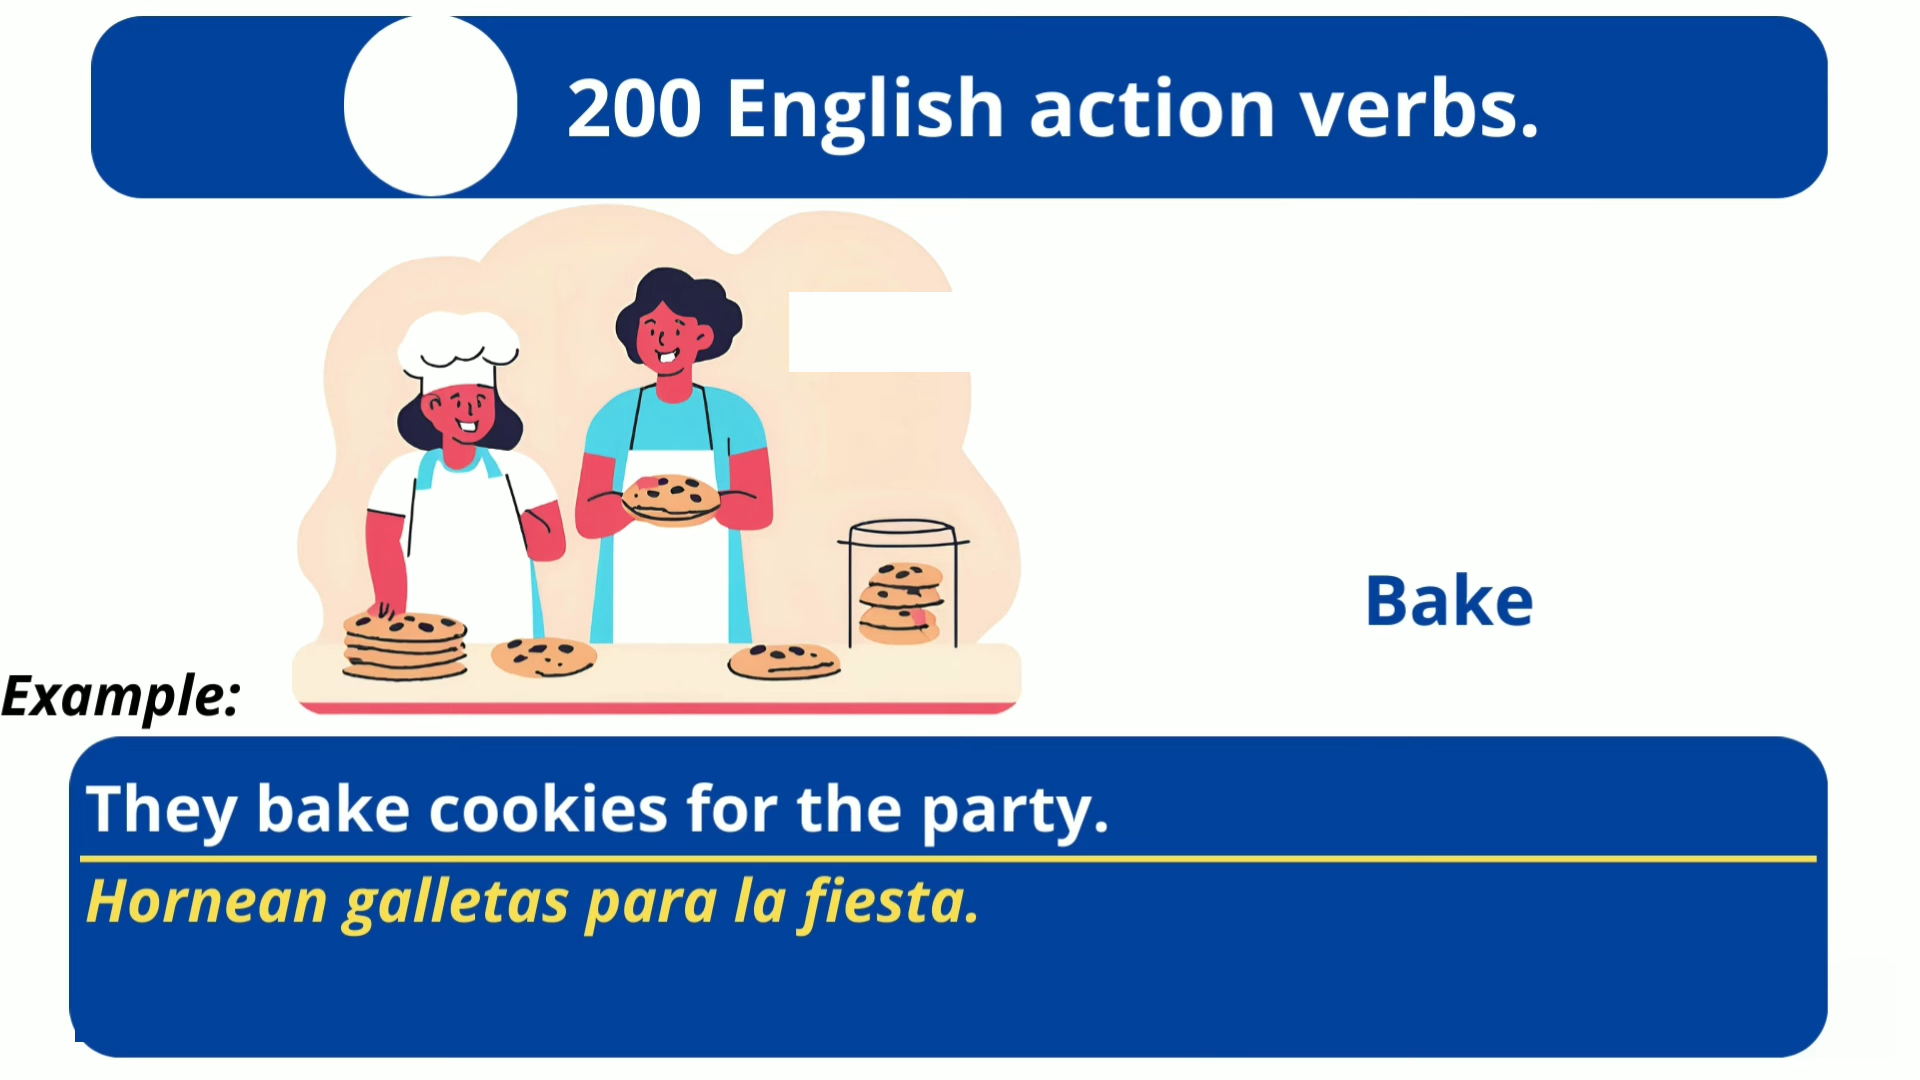 200 English action verbs.
Bake
Example:
They bake cookies for the party.
Hornean galletas para la fiesta.